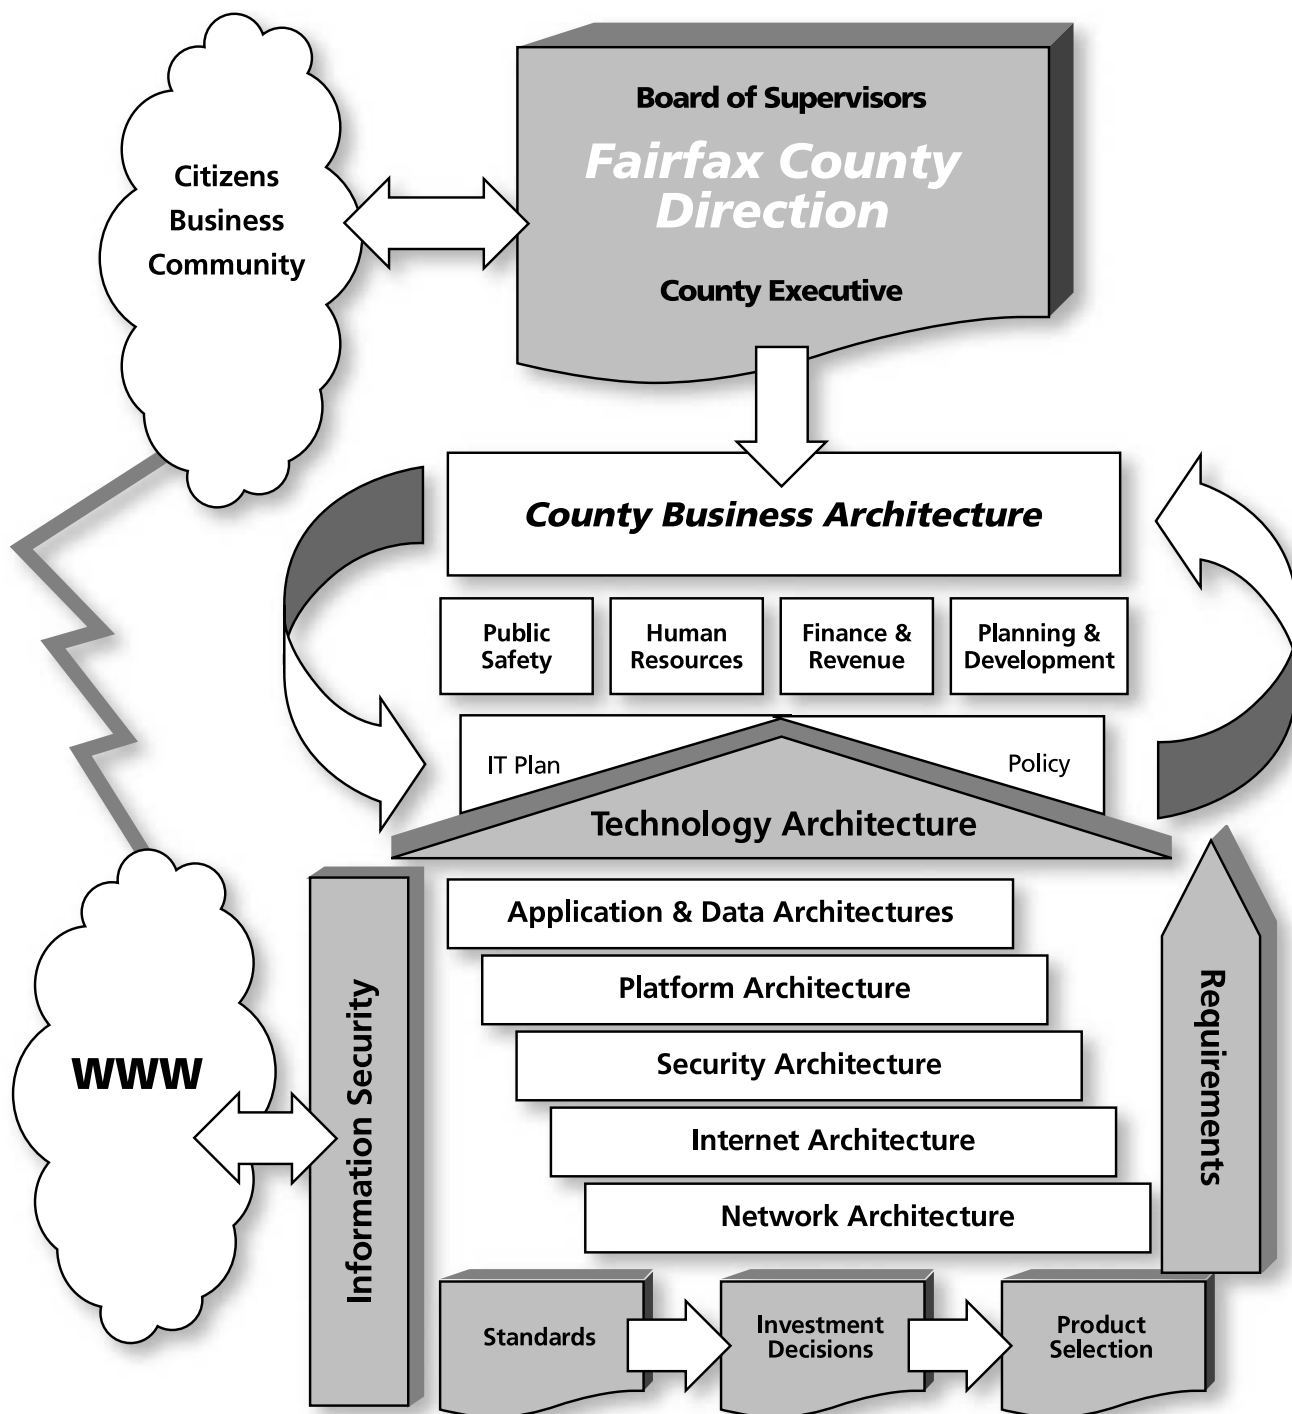 Board of Supervisors
Fairfax County
Direction
County Executive
Citizens
Business
Community
County Business Architecture
Public
Safety
Human
Resources
Finance &
Revenue
Planning &
Development
IT Plan
Policy
Technology Architecture
Application & Data Architectures
Platform Architecture
Security Architecture
Internet Architecture
Network Architecture
Information Security
Requirements
WWW
Standards
Investment
Decisions
Product
Selection